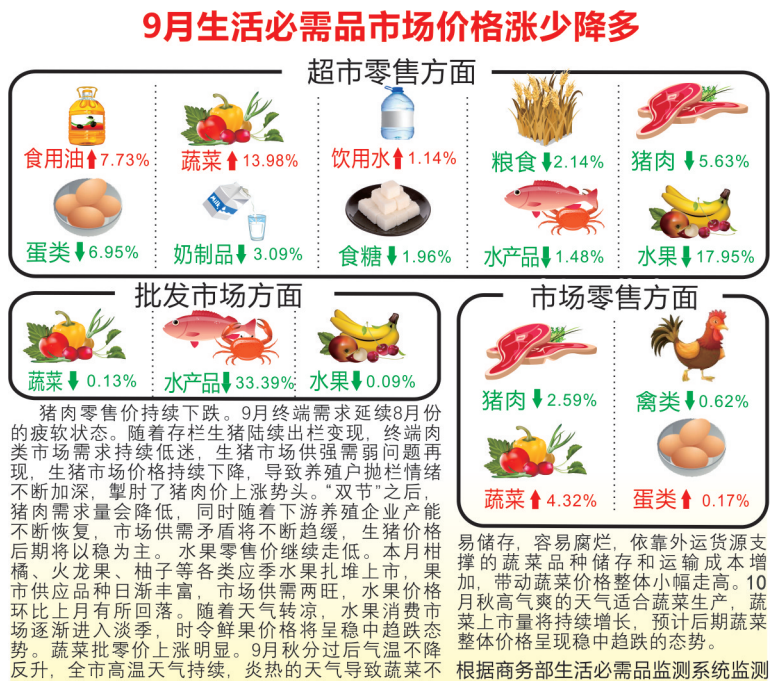 9月生活必需品市场价格涨少降多
超市零售方面
食用油⬆7.73%
蔬菜⬆13.98%
饮用水⬆1.14%
粮食⬇2.14%
猪肉⬇5.63%
蛋类⬇6.95%
奶制品⬇3.09%
食糖⬇1.96%
水产品⬇1.48%
水果⬇17.95%
批发市场方面
蔬菜⬇0.13%
水产品⬇33.39%
水果⬇0.09%
市场零售方面
猪肉⬇2.59%
禽类⬇0.62%
蔬菜⬆4.32%
蛋类⬆0.17%
猪肉零售价持续下跌。9月终端需求延续8月份
的疲软状态。随着存栏生猪陆续出栏变现，终端肉
类市场需求持续低迷，生猪市场供强需弱问题再
现，生猪市场价格持续下降，导致养殖户抛栏情绪
不断加深，掣肘了猪肉价上涨势头。“双节”之后，
猪肉需求量会降低，同时随着下游养殖企业产能
不断恢复，市场供需矛盾将不断趋缓，生猪价格
后期将以稳为主。水果零售价继续走低。本月柑
橘、火龙果、柚子等各类应季水果扎堆上市，果
市供应品种日渐丰富，市场供需两旺，水果价格
环比上月有所回落。随着天气转凉，水果消费市
场逐渐进入淡季，时令鲜果价格将呈稳中趋跌态
势。蔬菜批零价上涨明显。9月秋分过后气温不降
反升，全市高温天气持续，炎热的天气导致蔬菜不
易储存，容易腐烂，依靠外运货源支
撑的蔬菜品种储存和运输成本增
加，带动蔬菜价格整体小幅走高。10
月秋高气爽的天气适合蔬菜生产，蔬
菜上市量将持续增长，预计后期蔬菜
整体价格呈现稳中趋跌的态势。
根据商务部生活必需品监测系统监测